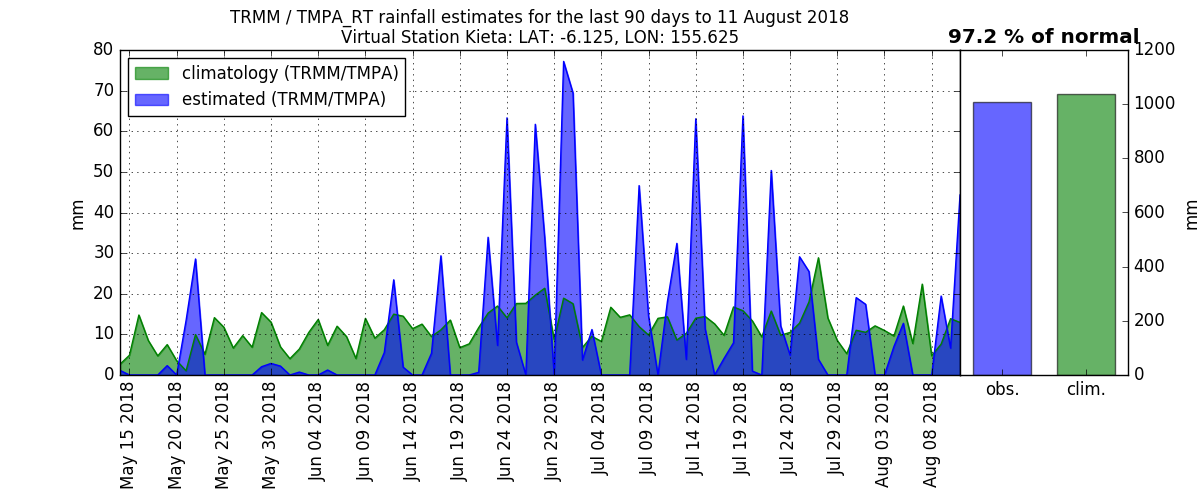 TRMM / TMPA_RT rainfall estimates for the last 90 days to 11 August 2018
Virtual Station Kieta: LAT: -6.125, LON: 155.625
97.2 % of normal
climatology (TRMM/TMPA)
estimated (TRMM/TMPA)
80
70
60
50
40
30
20
10
0
mm
May 15 2018
May 20 2018
May 25 2018
May 30 2018
Jun 04 2018
Jun 09 2018
Jun 14 2018
Jun 19 2018
Jun 24 2018
Jun 29 2018
Jul 04 2018
Jul 09 2018
Jul 14 2018
Jul 19 2018
Jul 24 2018
Jul 29 2018
Aug 03 2018
Aug 08 2018
obs.
clim.
1200
1000
800
600
400
200
0
mm